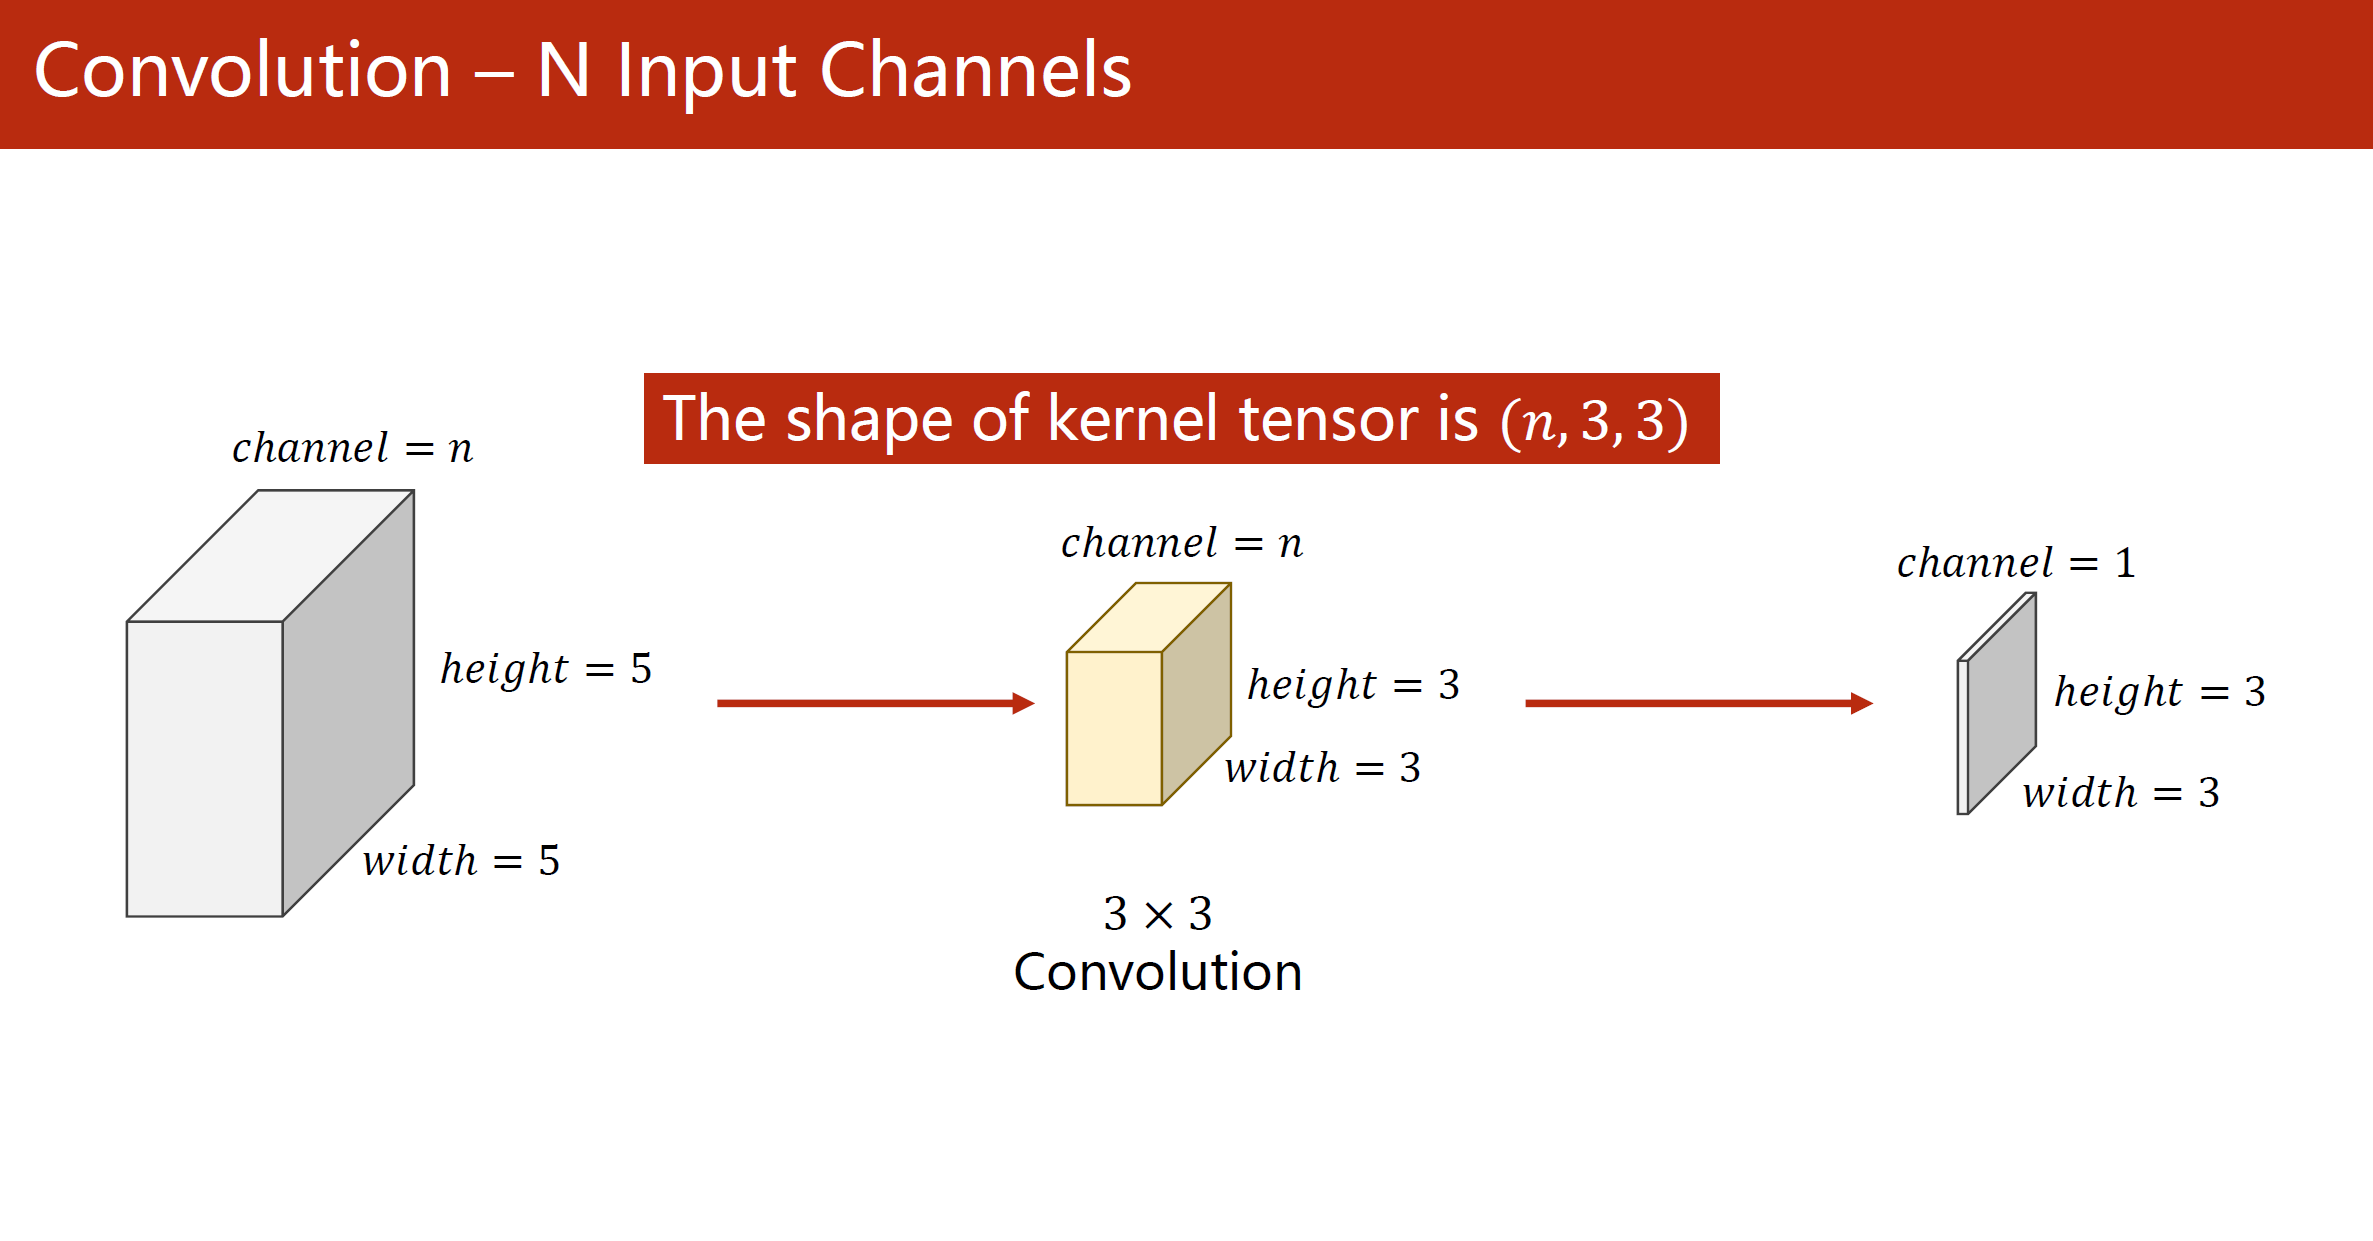 Convolution – N Input Channels
The shape of kernel tensor is (n, 3, 3)
channel = n
height = 5
width = 5
channel = n
height = 3
width = 3
3 × 3
Convolution
channel = 1
height = 3
width = 3